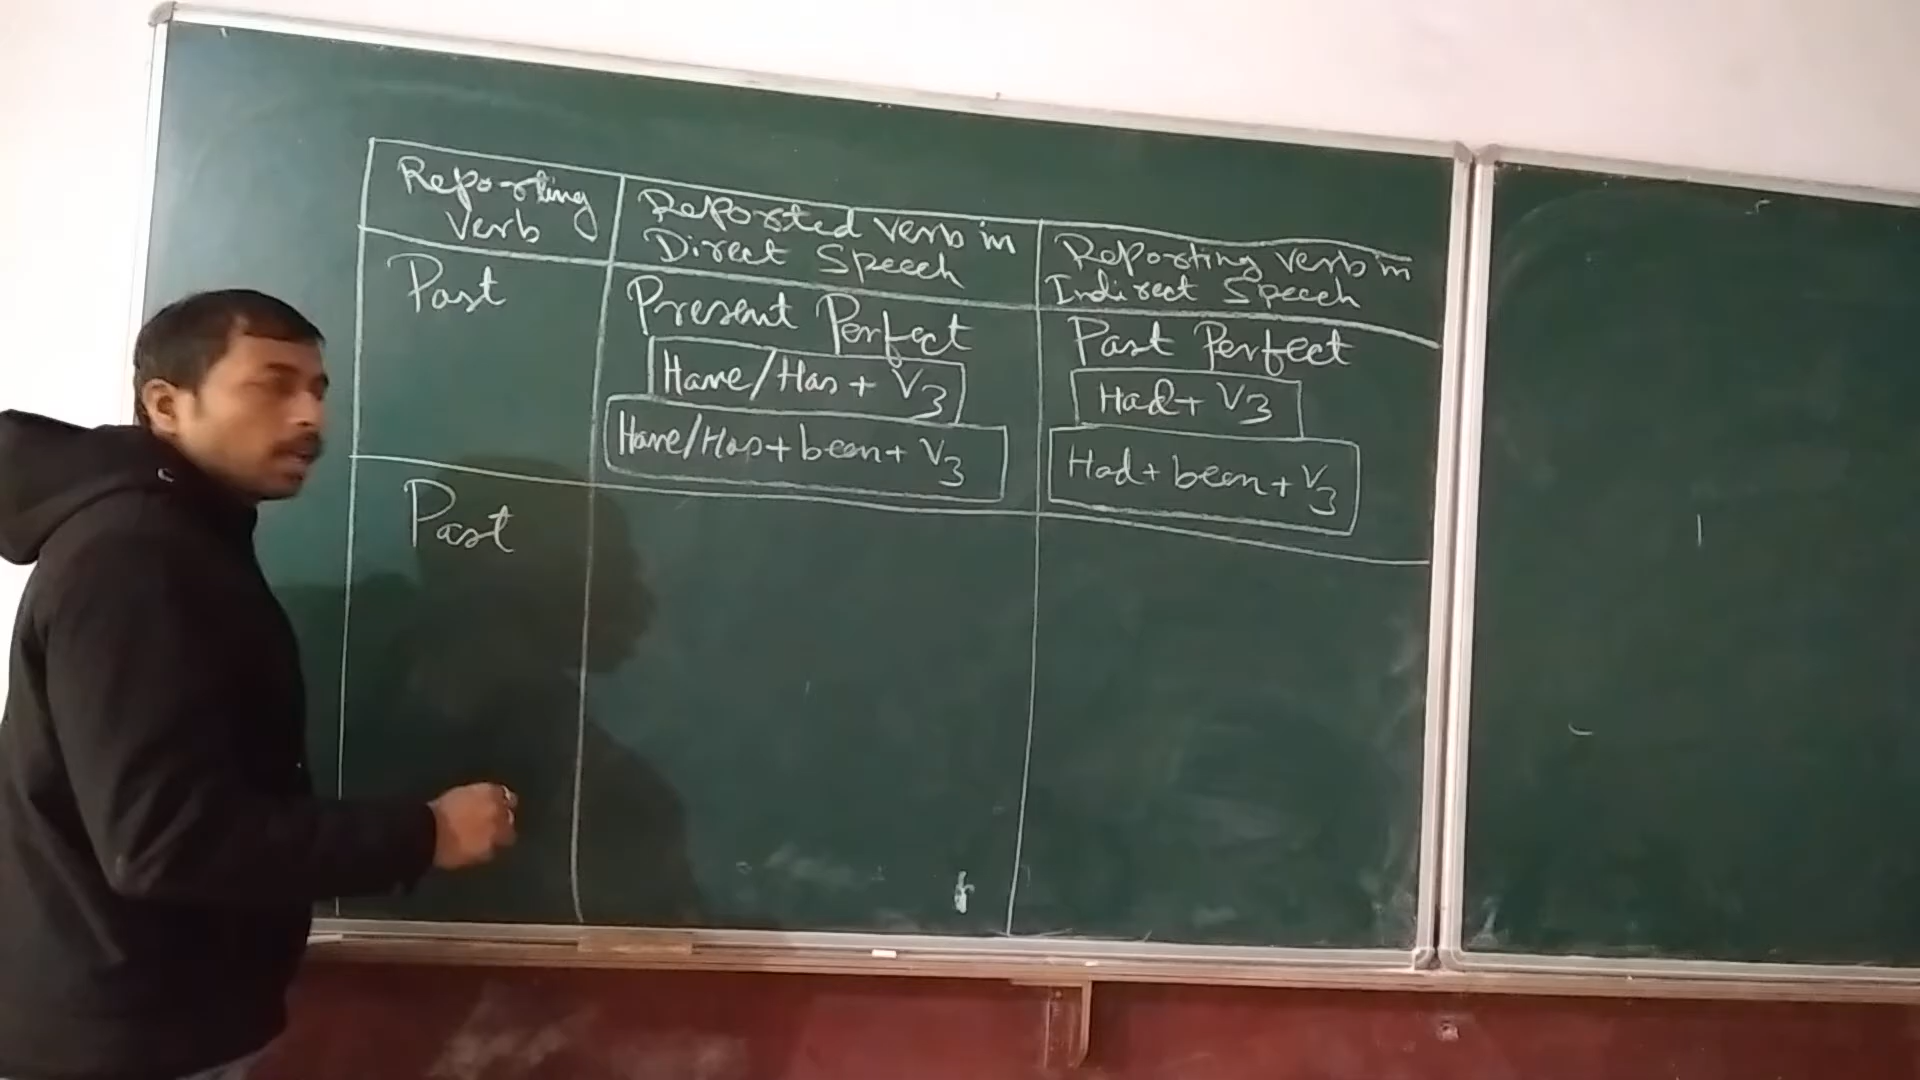 Reporting
Verb
Reported verb in
Direct Speech
Reporting verb in
Indirect Speech
Past
Present Perfect
Have/Has + V3
Have/Has + been + V3
Past Perfect
Had + V3
Had + been + V3
Past